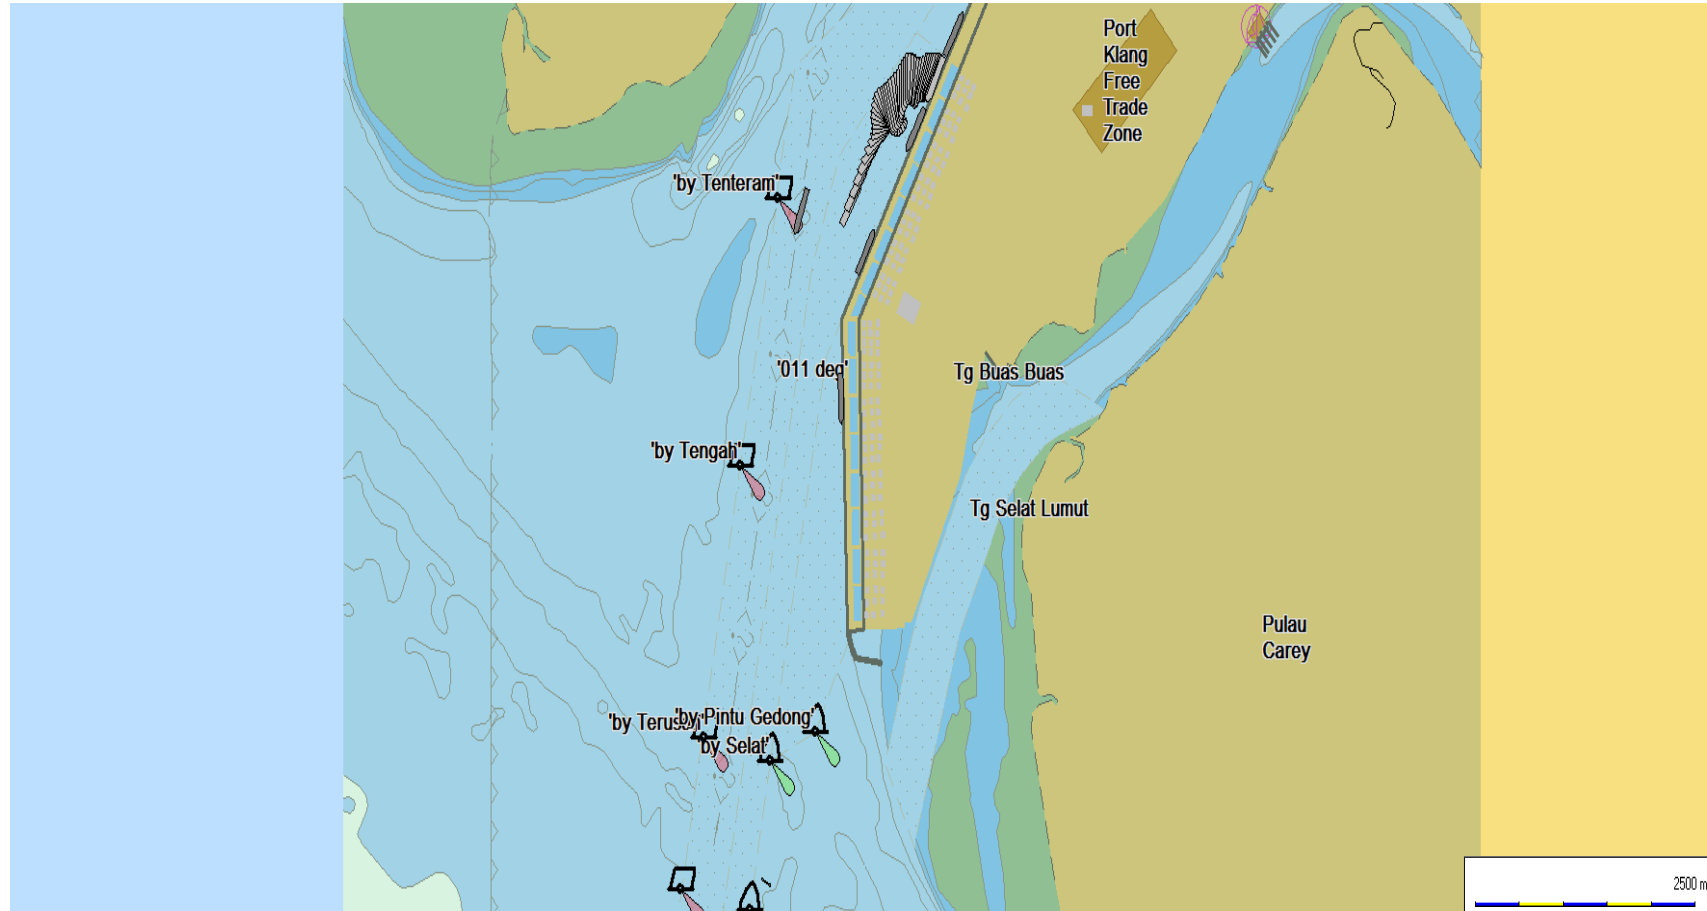 Port
Klang
Free
Trade
Zone
'by Tenteram'
'011 deg'
Tg Buas Buas
'by Tengah'
Tg Selat Lumut
Pulau
Carey
'by Pintu Gedong'
'by Selat'
2500 m